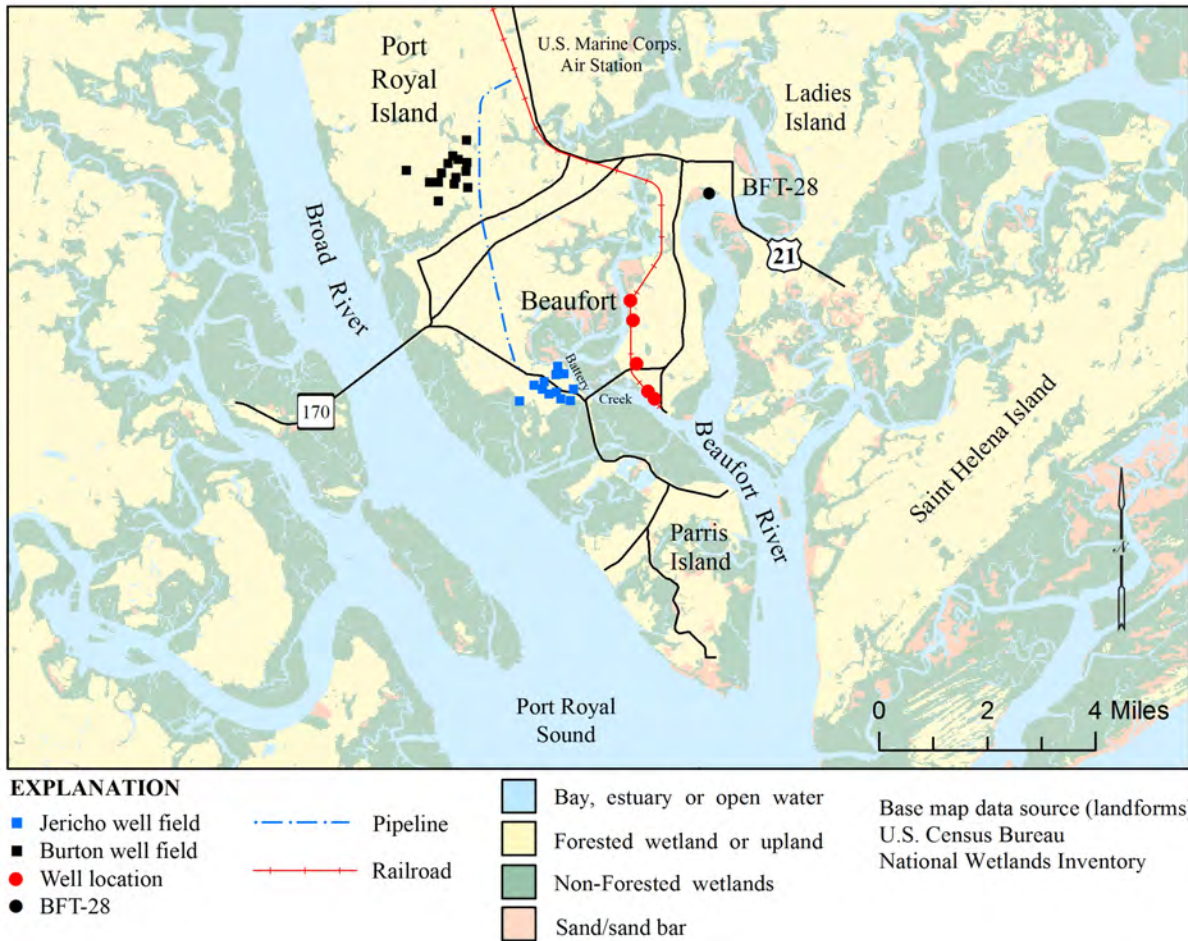 Port
Royal
Island
U.S. Marine Corps.
Air Station
Ladies
Island
BFT-28
21
Broad River
Beaufort
Battery
Creek
170
Beaufort River
Saint Helena Island
Parris
Island
N
Port Royal
Sound
0 2 4 Miles
EXPLANATION
Jericho well field
Burton well field
Well location
BFT-28
Pipeline
Railroad
Bay, estuary or open water
Forested wetland or upland
Non-Forested wetlands
Sand/sand bar
Base map data source (landforms)
U.S. Census Bureau
National Wetlands Inventory